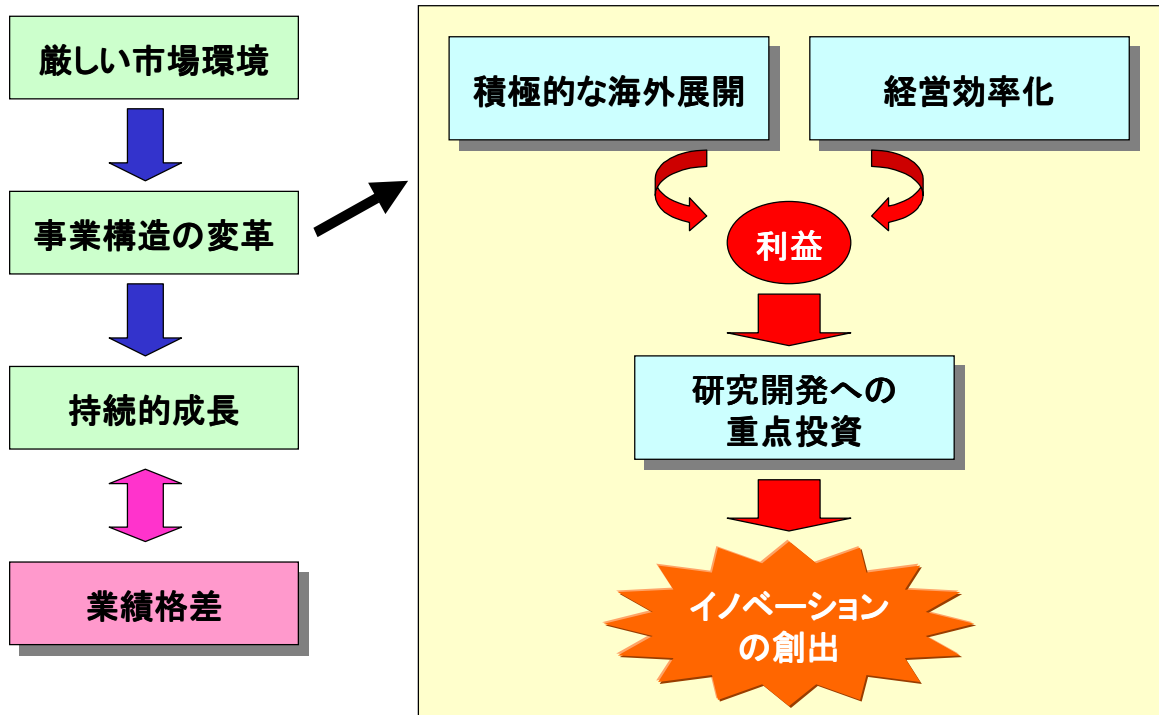 厳しい市場環境
事業構造の変革
持続的成長
業績格差
積極的な海外展開
経営効率化
利益
研究開発への
重点投資
イノベーション
の創出